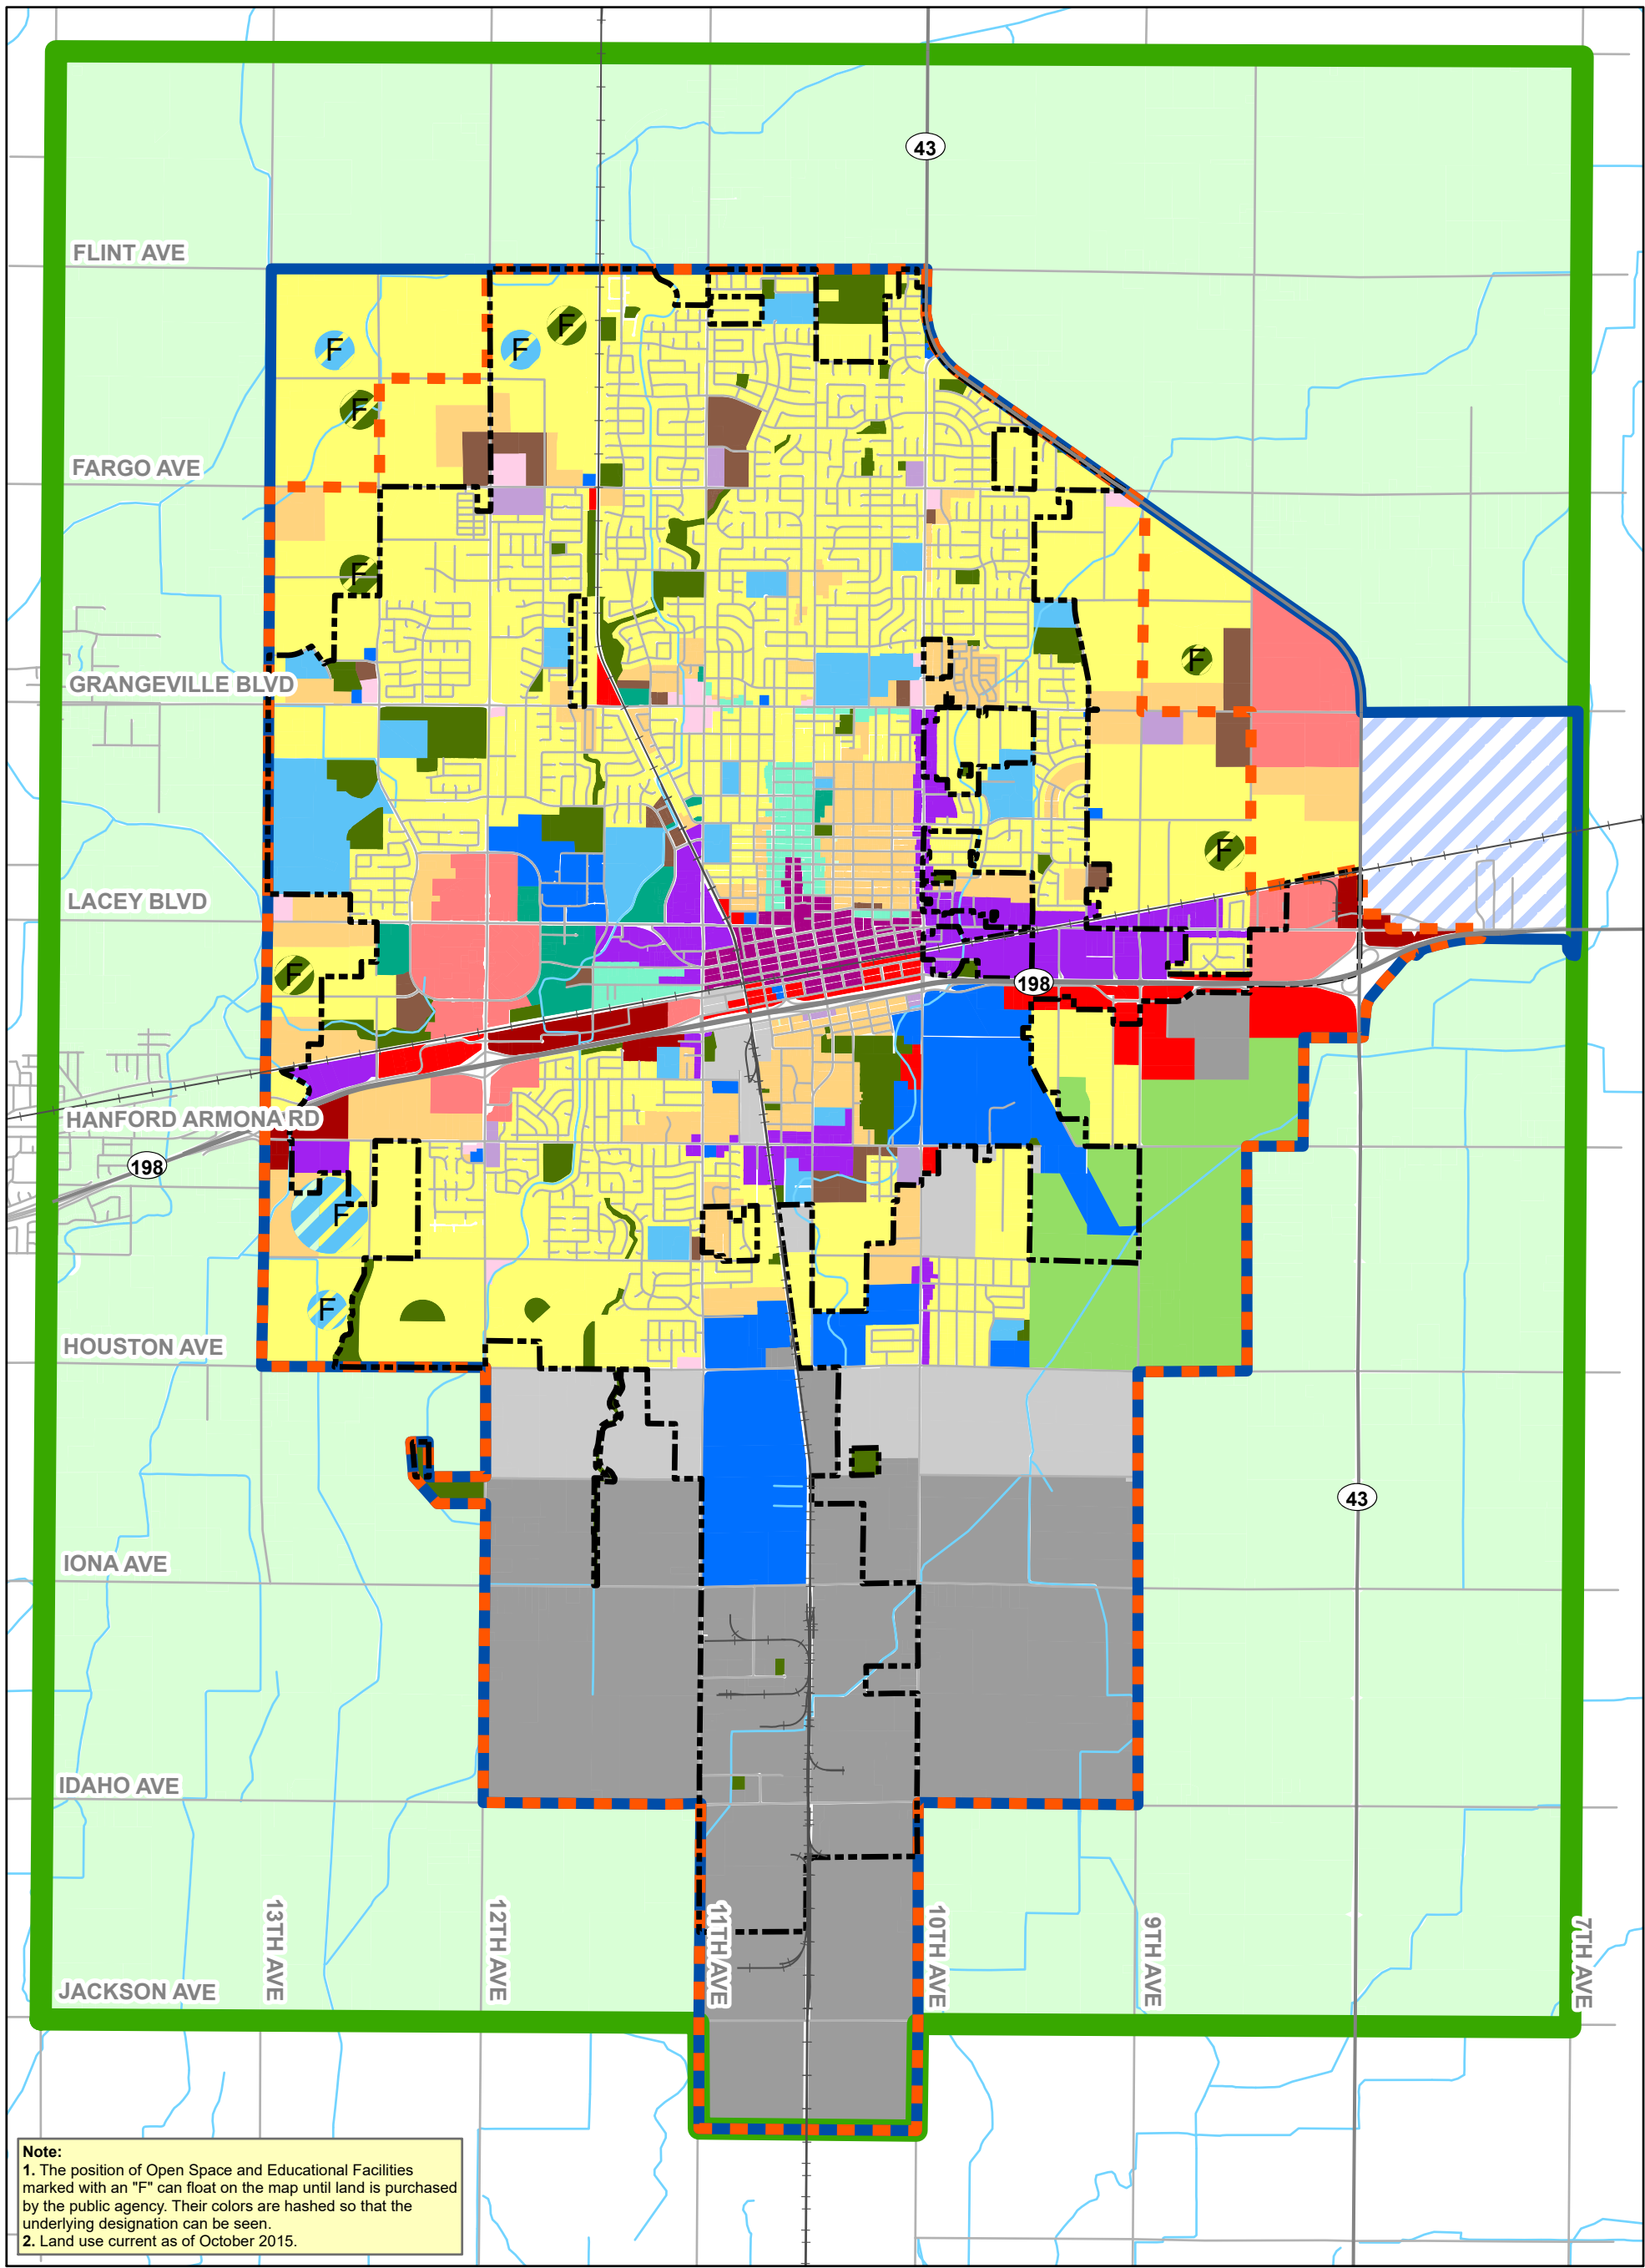 43
FLINT AVE
F
F
F
F
FARGO AVE
F
F
GRANGEVILLE BLVD
F
LACEY BLVD
F
198
HANFORD ARMONA RD
198
F
F
HOUSTON AVE
43
IONA AVE
IDAHO AVE
13TH AVE
12TH AVE
11TH AVE
10TH AVE
9TH AVE
7TH AVE
JACKSON AVE
Note:
1. The position of Open Space and Educational Facilities
marked with an "F" can float on the map until land is purchased
by the public agency. Their colors are hashed so that the
underlying designation can be seen.
2. Land use current as of October 2015.